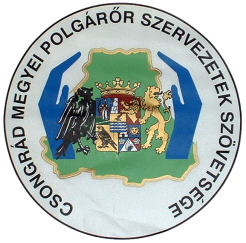 CSONGRÁD MEGYEI POLGÁRŐR SZERVEZETEK SZÖVETSÉGE